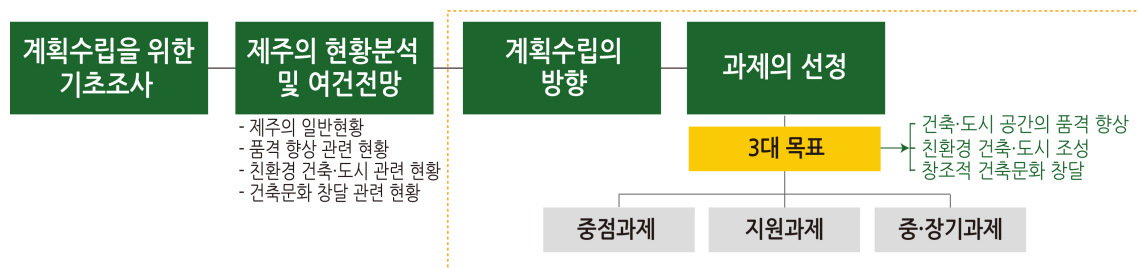 계획수립을 위한
기초조사
제주의 현황분석
및 여건전망
- 제주의 일반현황
- 품격 향상 관련 현황
- 친환경 건축·도시 관련 현황
- 건축문화 창달 관련 현황
계획수립의
방향
과제의 선정
3대 목표
건축·도시 공간의 품격 향상
친환경 건축·도시 조성
창조적 건축문화 창달
중점과제
지원과제
중·장기과제